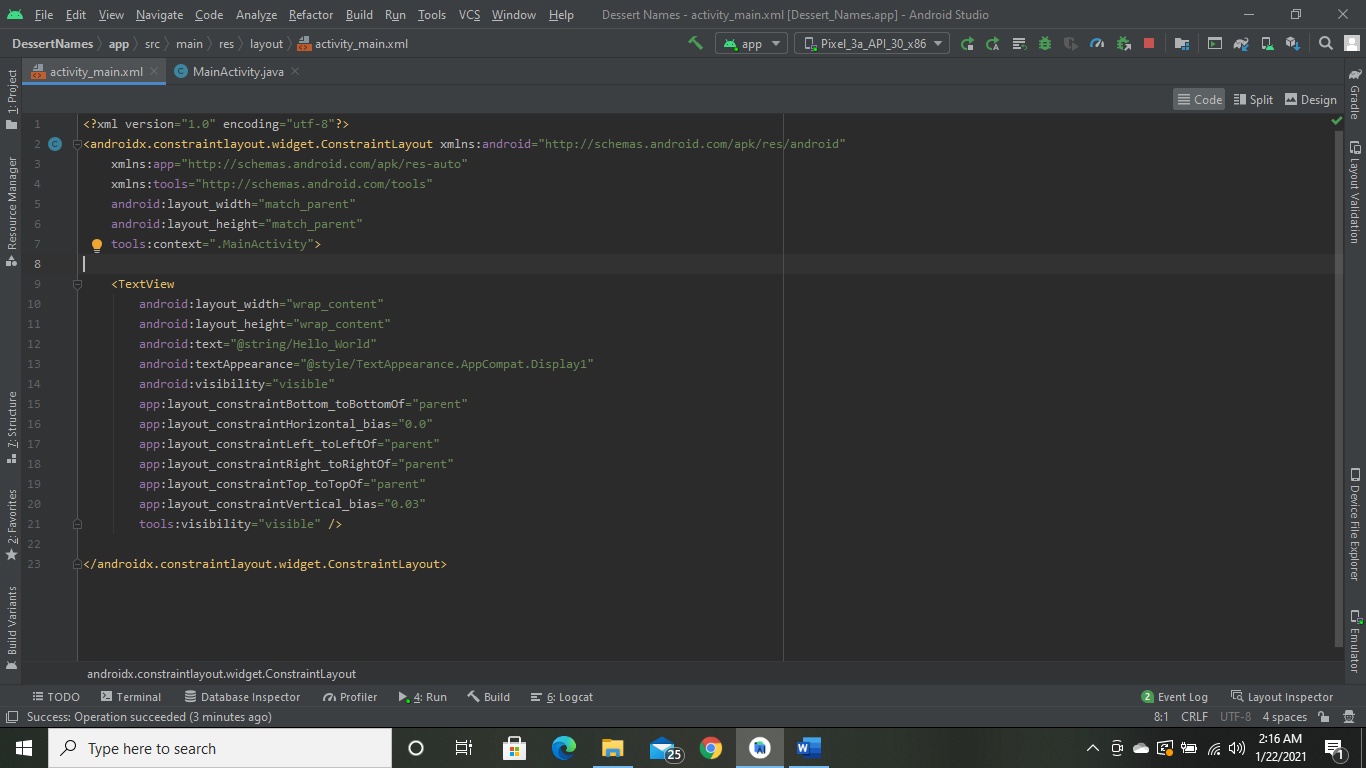 File Edit View Navigate Code Analyze Refactor Build Run Tools VCS Window Help Dessert Names - activity_main.xml [Dessert_Names.app] - Android Studio
DessertNames app src main res layout activity_main.xml app Pixel_3a_API_30_x86
activity_main.xml MainActivity.java
Code Split Design
1 <?xml version="1.0" encoding="utf-8"?>
2 <androidx.constraintlayout.widget.ConstraintLayout xmlns:android="http://schemas.android.com/apk/res/android"
3 xmlns:app="http://schemas.android.com/apk/res-auto"
4 xmlns:tools="http://schemas.android.com/tools"
5 android:layout_width="match_parent"
6 android:layout_height="match_parent"
7 tools:context=".MainActivity">
8
9 <TextView
10 android:layout_width="wrap_content"
11 android:layout_height="wrap_content"
12 android:text="@string/Hello_World"
13 android:textAppearance="@style/TextAppearance.AppCompat.Display1"
14 android:visibility="visible"
15 app:layout_constraintBottom_toBottomOf="parent"
16 app:layout_constraintHorizontal_bias="0.0"
17 app:layout_constraintLeft_toLeftOf="parent"
18 app:layout_constraintRight_toRightOf="parent"
19 app:layout_constraintTop_toTopOf="parent"
20 app:layout_constraintVertical_bias="0.03"
21 tools:visibility="visible" />
22
23 </androidx.constraintlayout.widget.ConstraintLayout>
androidx.constraintlayout.widget.ConstraintLayout
1: Project
Resource Manager
7: Structure
2: Favorites
Build Variants
Gradle
Layout Validation
Device File Explorer
Emulator
TODO Terminal Database Inspector Profiler 4: Run Build 6: Logcat 2 Event Log Layout Inspector
Success: Operation succeeded (3 minutes ago) 8:1 CRLF UTF-8 4 spaces
Type here to search 25 2:16 AM
1/22/2021 1